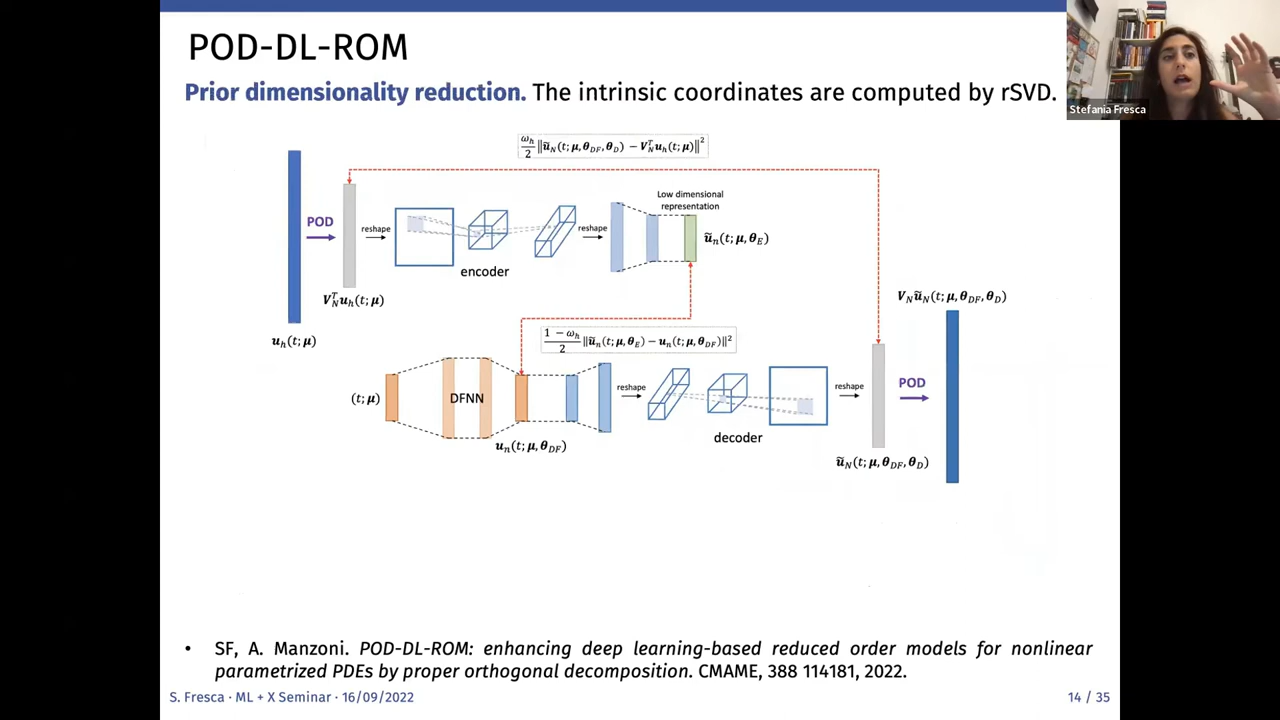 POD-DL-ROM
Stefania Fresca
Prior dimensionality reduction. The intrinsic coordinates are computed by rSVD.
ω_h/2 ‖ũ_N(t; μ, θ_DF, θ_D) − V_N^T u_h(t; μ)‖²
Low dimensional
representation
POD
reshape
reshape
ũ_n(t; μ, θ_E)
encoder
V_N^T u_h(t; μ)
V_N ũ_N(t; μ, θ_DF, θ_D)
u_h(t; μ)
(1 − ω_h)/2 ‖ũ_n(t; μ, θ_E) − u_n(t; μ, θ_DF)‖²
(t; μ)
DFNN
reshape
reshape
POD
decoder
u_n(t; μ, θ_DF)
ũ_N(t; μ, θ_DF, θ_D)
• SF, A. Manzoni. POD-DL-ROM: enhancing deep learning-based reduced order models for nonlinear
parametrized PDEs by proper orthogonal decomposition. CMAME, 388 114181, 2022.
S. Fresca · ML + X Seminar · 16/09/2022
14 / 35